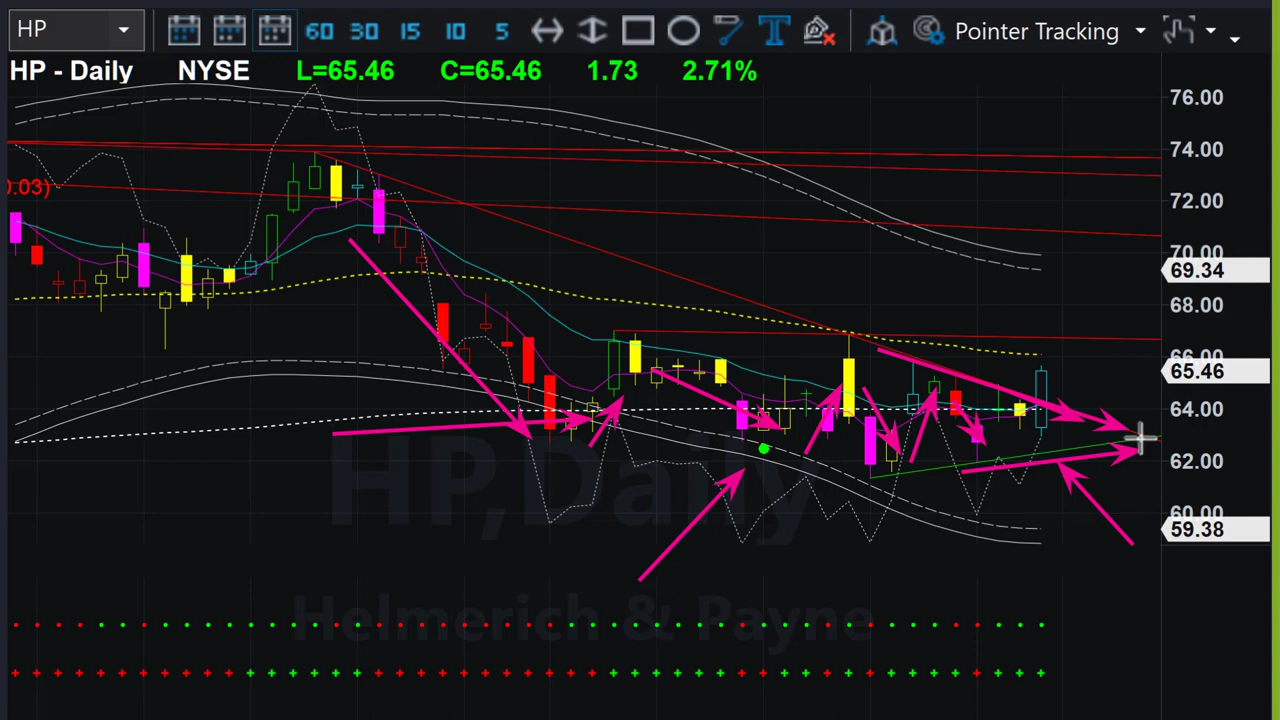 HP
60 30 15 10 5 T Pointer Tracking
HP - Daily NYSE L=65.46 C=65.46 1.73 2.71%
76.00
74.00
0.03)
72.00
70.00
69.34
68.00
66.00
65.46
64.00
62.00
HP,Daily
60.00
59.38
Helmerich & Payne